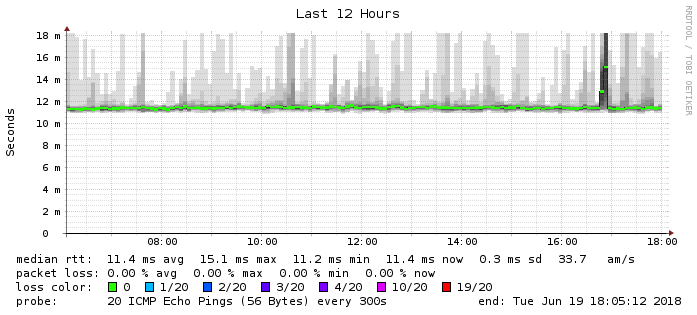 Last 12 Hours
RRDTOOL / TOBI OETIKER
Seconds
18 m
16 m
14 m
12 m
10 m
8 m
6 m
4 m
2 m
0
08:00 10:00 12:00 14:00 16:00 18:00
median rtt: 11.4 ms avg 15.1 ms max 11.2 ms min 11.4 ms now 0.3 ms sd 33.7 am/s
packet loss: 0.00 % avg 0.00 % max 0.00 % min 0.00 % now
loss color: 0 1/20 2/20 3/20 4/20 10/20 19/20
probe: 20 ICMP Echo Pings (56 Bytes) every 300s end: Tue Jun 19 18:05:12 2018